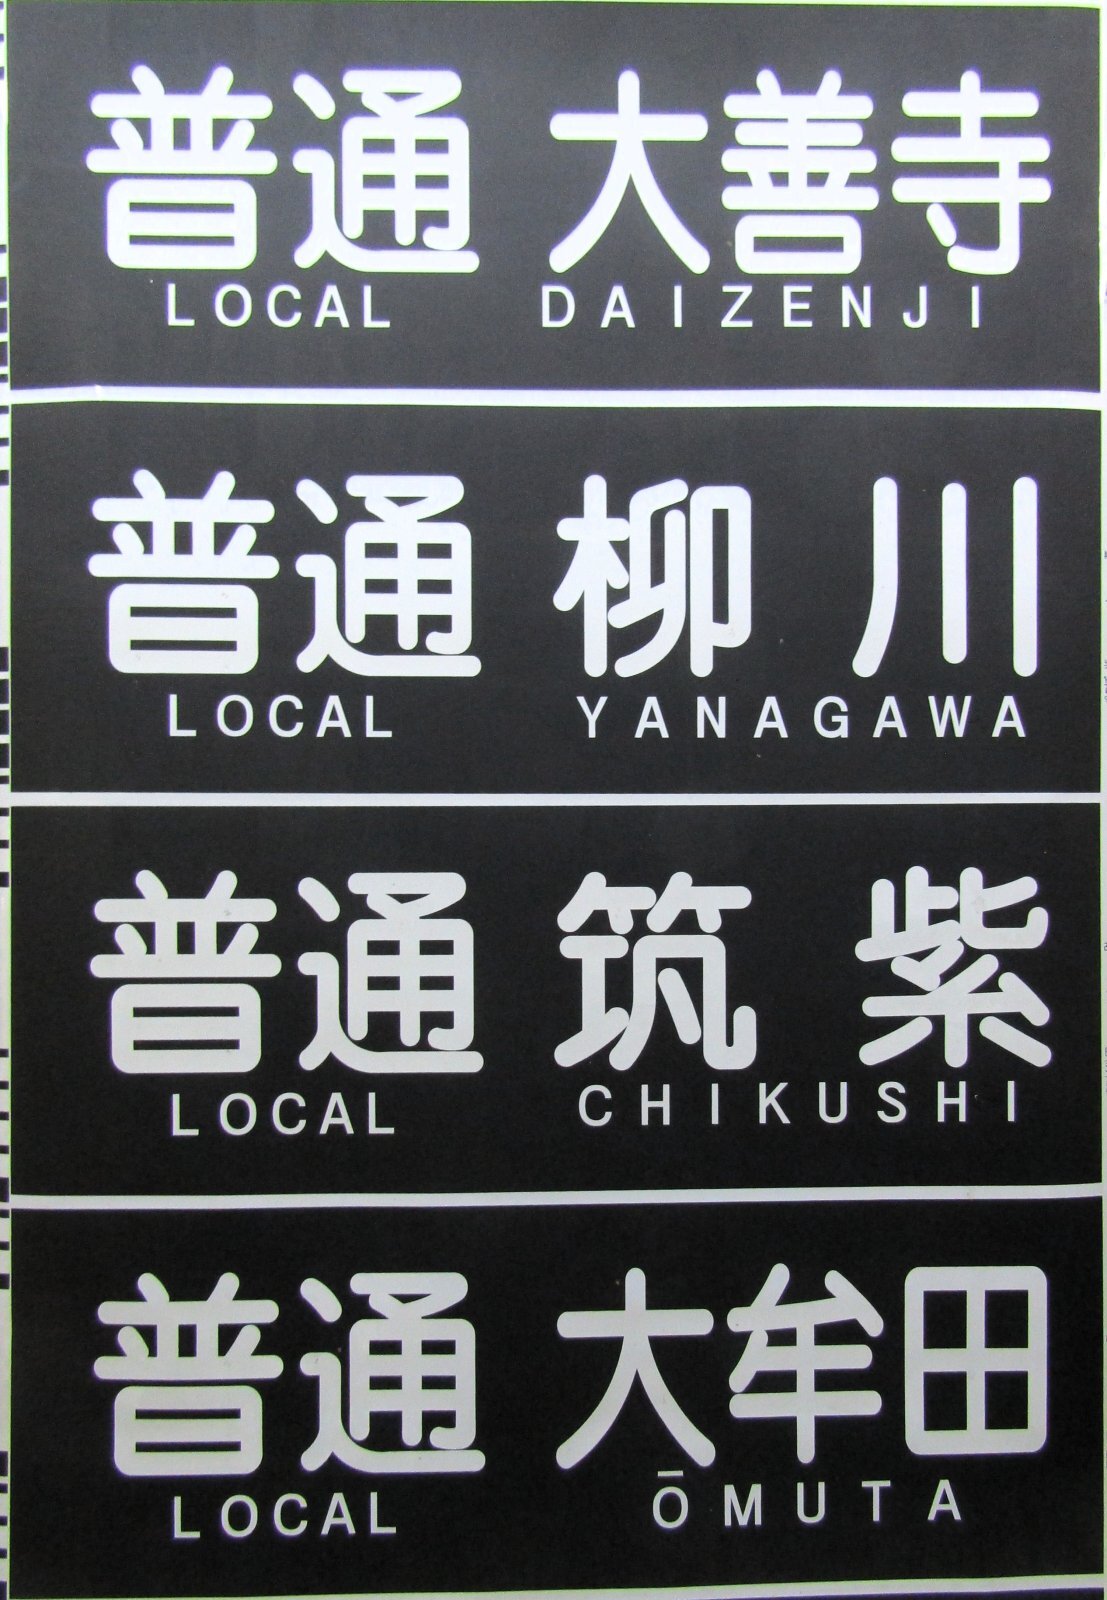 普通 大善寺
LOCAL DAIZENJI
普通 柳川
LOCAL YANAGAWA
普通 筑紫
LOCAL CHIKUSHI
普通 大牟田
LOCAL ŌMUTA